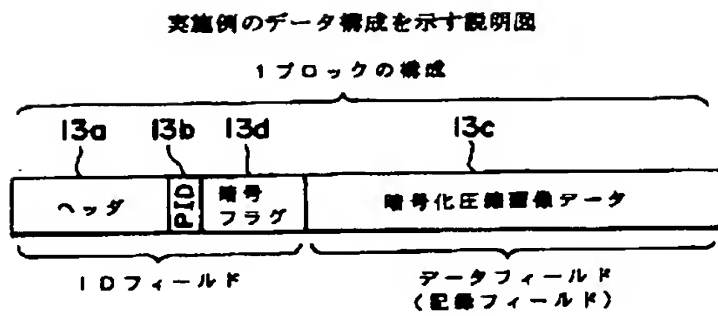 実施例のデータ構成を示す説明図
1ブロックの構成
13a 13b 13d 13c
ヘッダ PID 暗号フラグ 暗号化圧縮画像データ
IDフィールド データフィールド
(記録フィールド)